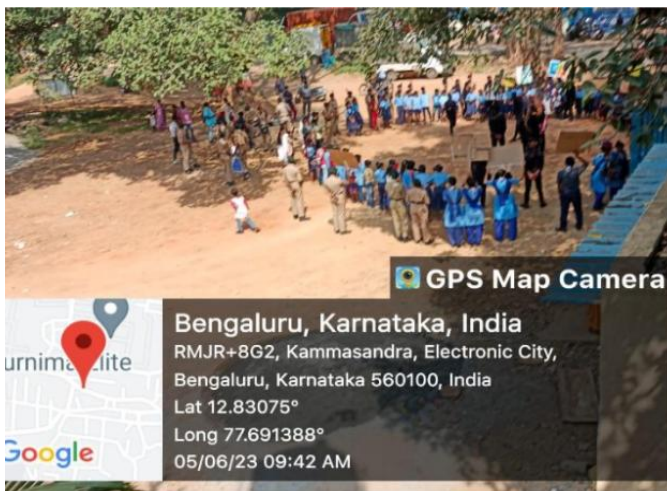 GPS Map Camera
Bengaluru, Karnataka, India
RMJR+8G2, Kammasandra, Electronic City,
Bengaluru, Karnataka 560100, India
Lat 12.83075°
Long 77.691388°
05/06/23 09:42 AM
lite
Google